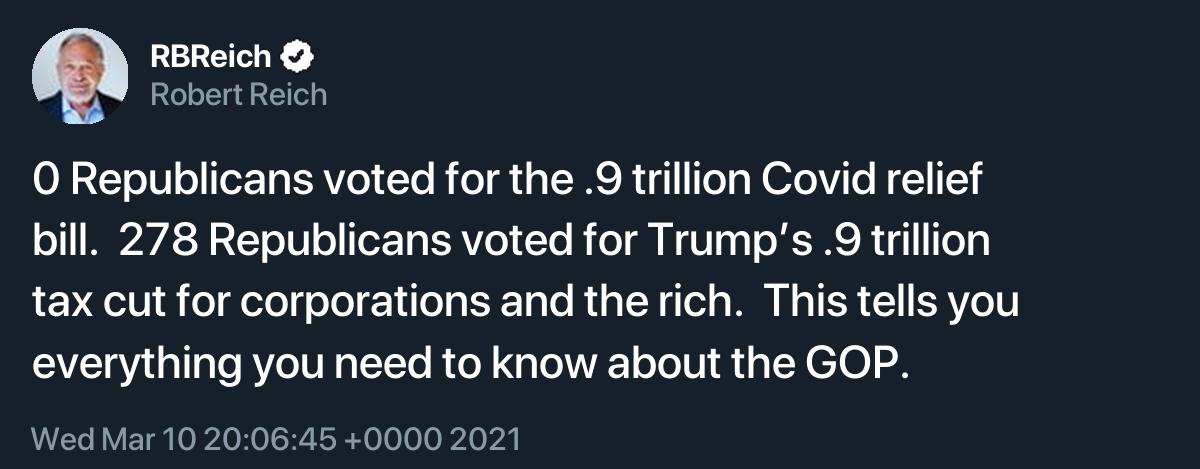 RBReich
Robert Reich
0 Republicans voted for the .9 trillion Covid relief
bill.  278 Republicans voted for Trump’s .9 trillion
tax cut for corporations and the rich.  This tells you
everything you need to know about the GOP.
Wed Mar 10 20:06:45 +0000 2021